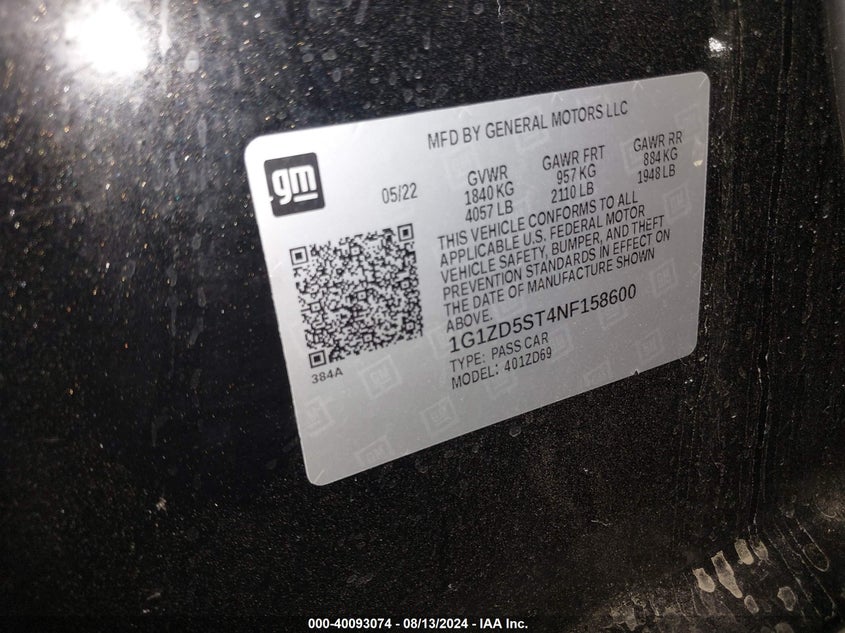 MFD BY GENERAL MOTORS LLC
gm
05/22
GVWR
1840 KG
4057 LB
GAWR FRT
957 KG
2110 LB
GAWR RR
884 KG
1948 LB
THIS VEHICLE CONFORMS TO ALL
APPLICABLE U.S. FEDERAL MOTOR
VEHICLE SAFETY, BUMPER, AND THEFT
PREVENTION STANDARDS IN EFFECT ON
THE DATE OF MANUFACTURE SHOWN
ABOVE.
1G1ZD5ST4NF158600
TYPE: PASS CAR
MODEL: 401ZD69
384A
000-40093074 - 08/13/2024 - IAA Inc.